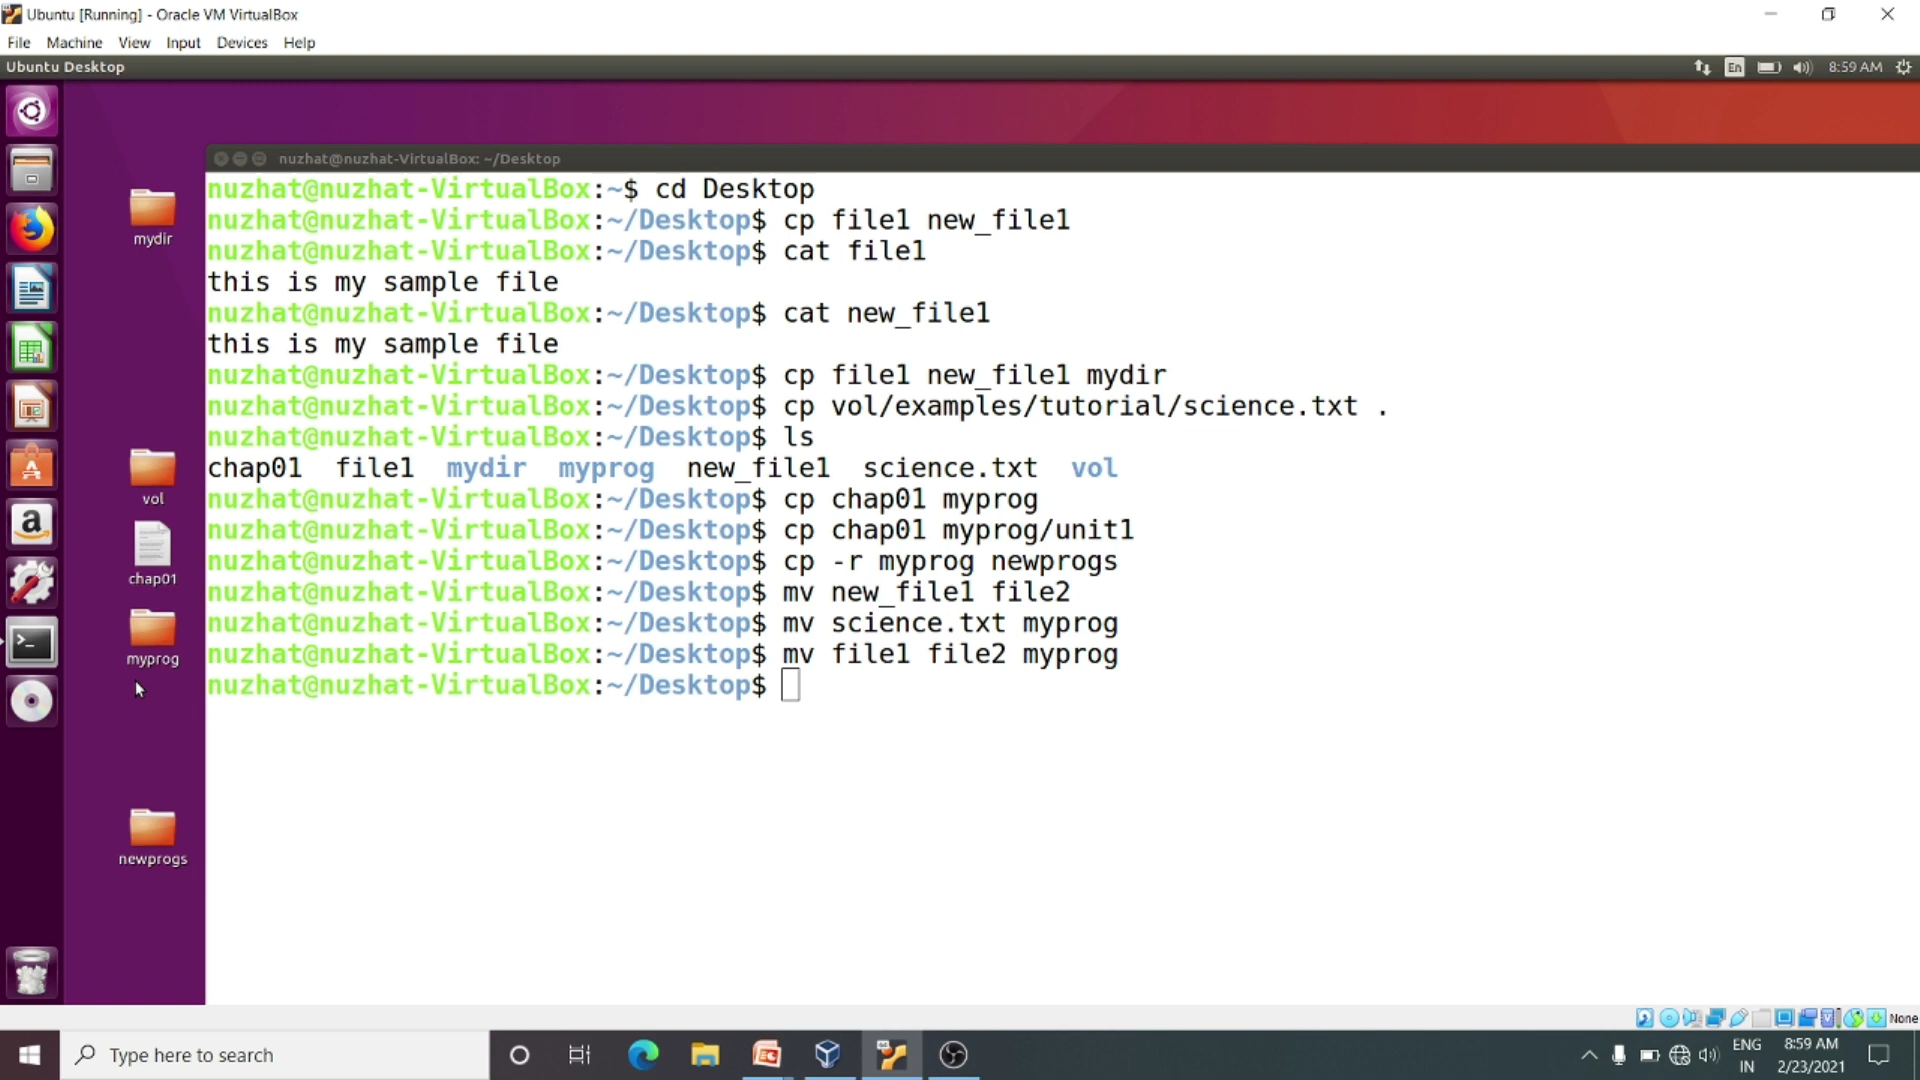 Ubuntu [Running] - Oracle VM VirtualBox
File Machine View Input Devices Help
Ubuntu Desktop
En
8:59 AM
nuzhat@nuzhat-VirtualBox: ~/Desktop
mydir
vol
chap01
myprog
newprogs
nuzhat@nuzhat-VirtualBox:~$ cd Desktop
nuzhat@nuzhat-VirtualBox:~/Desktop$ cp file1 new_file1
nuzhat@nuzhat-VirtualBox:~/Desktop$ cat file1
this is my sample file
nuzhat@nuzhat-VirtualBox:~/Desktop$ cat new_file1
this is my sample file
nuzhat@nuzhat-VirtualBox:~/Desktop$ cp file1 new_file1 mydir
nuzhat@nuzhat-VirtualBox:~/Desktop$ cp vol/examples/tutorial/science.txt .
nuzhat@nuzhat-VirtualBox:~/Desktop$ ls
chap01 file1 mydir myprog new_file1 science.txt vol
nuzhat@nuzhat-VirtualBox:~/Desktop$ cp chap01 myprog
nuzhat@nuzhat-VirtualBox:~/Desktop$ cp chap01 myprog/unit1
nuzhat@nuzhat-VirtualBox:~/Desktop$ cp -r myprog newprogs
nuzhat@nuzhat-VirtualBox:~/Desktop$ mv new_file1 file2
nuzhat@nuzhat-VirtualBox:~/Desktop$ mv science.txt myprog
nuzhat@nuzhat-VirtualBox:~/Desktop$ mv file1 file2 myprog
nuzhat@nuzhat-VirtualBox:~/Desktop$
None
Type here to search
ENG
IN
8:59 AM
2/23/2021